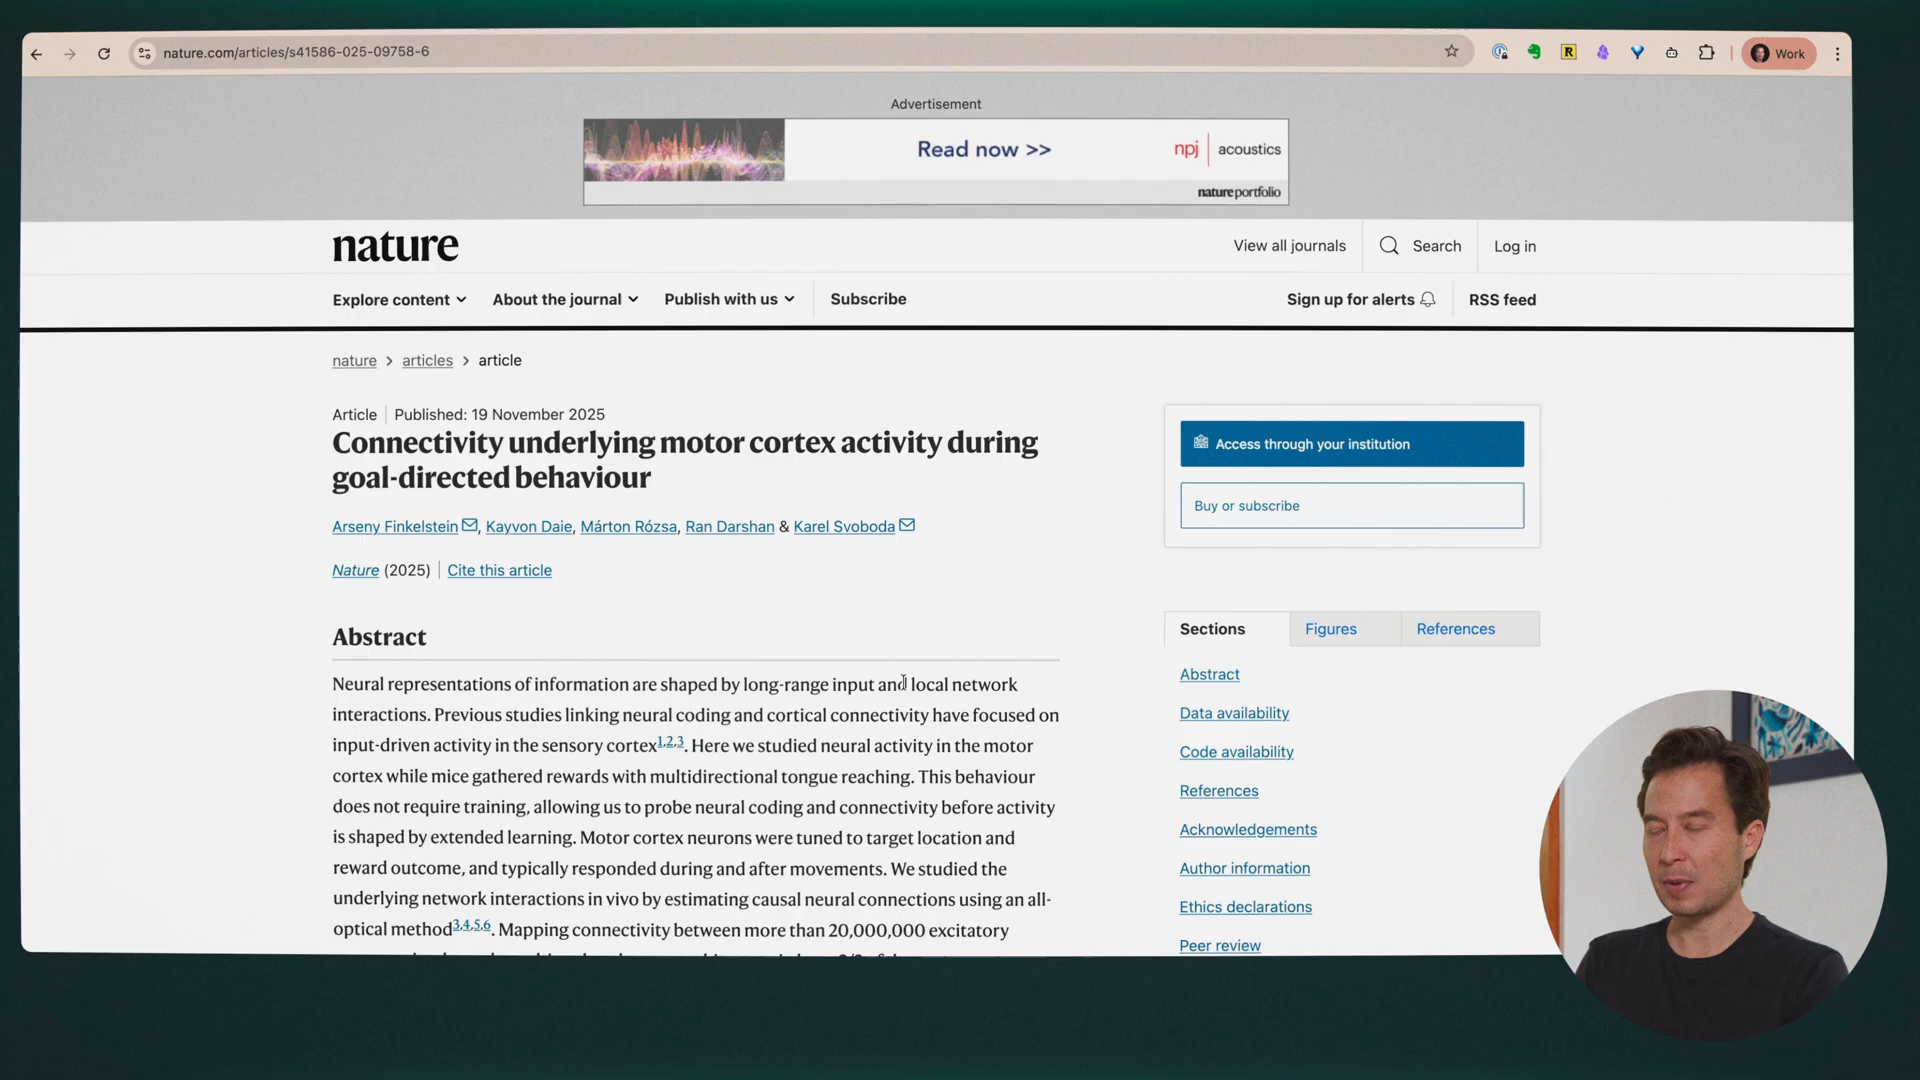 nature.com/articles/s41586-025-09758-6
R
Work
Advertisement
Read now >>
npj acoustics
nature portfolio
nature
View all journals
Search
Log in
Explore content
About the journal
Publish with us
Subscribe
Sign up for alerts
RSS feed
nature > articles > article
Article | Published: 19 November 2025
Connectivity underlying motor cortex activity during
goal-directed behaviour
Arseny Finkelstein, Kayvon Daie, Márton Rózsa, Ran Darshan & Karel Svoboda
Nature (2025) | Cite this article
Access through your institution
Buy or subscribe
Abstract
Neural representations of information are shaped by long-range input and local network
interactions. Previous studies linking neural coding and cortical connectivity have focused on
input-driven activity in the sensory cortex1,2,3. Here we studied neural activity in the motor
cortex while mice gathered rewards with multidirectional tongue reaching. This behaviour
does not require training, allowing us to probe neural coding and connectivity before activity
is shaped by extended learning. Motor cortex neurons were tuned to target location and
reward outcome, and typically responded during and after movements. We studied the
underlying network interactions in vivo by estimating causal neural connections using an all-
optical method3,4,5,6. Mapping connectivity between more than 20,000,000 excitatory
Sections
Figures
References
Abstract
Data availability
Code availability
References
Acknowledgements
Author information
Ethics declarations
Peer review